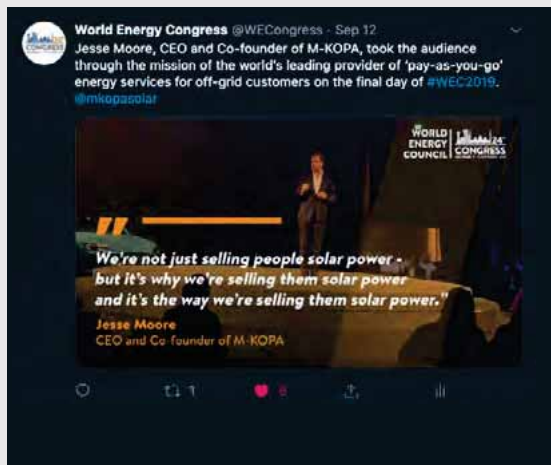 World Energy Congress @WECongress · Sep 12
Jesse Moore, CEO and Co-founder of M-KOPA, took the audience
through the mission of the world's leading provider of 'pay-as-you-go'
energy services for off-grid customers on the final day of #WEC2019.
@mkopasolar
WORLD
ENERGY
COUNCIL
24th
CONGRESS
"
We're not just selling people solar power -
but it's why we're selling them solar power
and it's the way we're selling them solar power."
Jesse Moore
CEO and Co-founder of M-KOPA
1
6